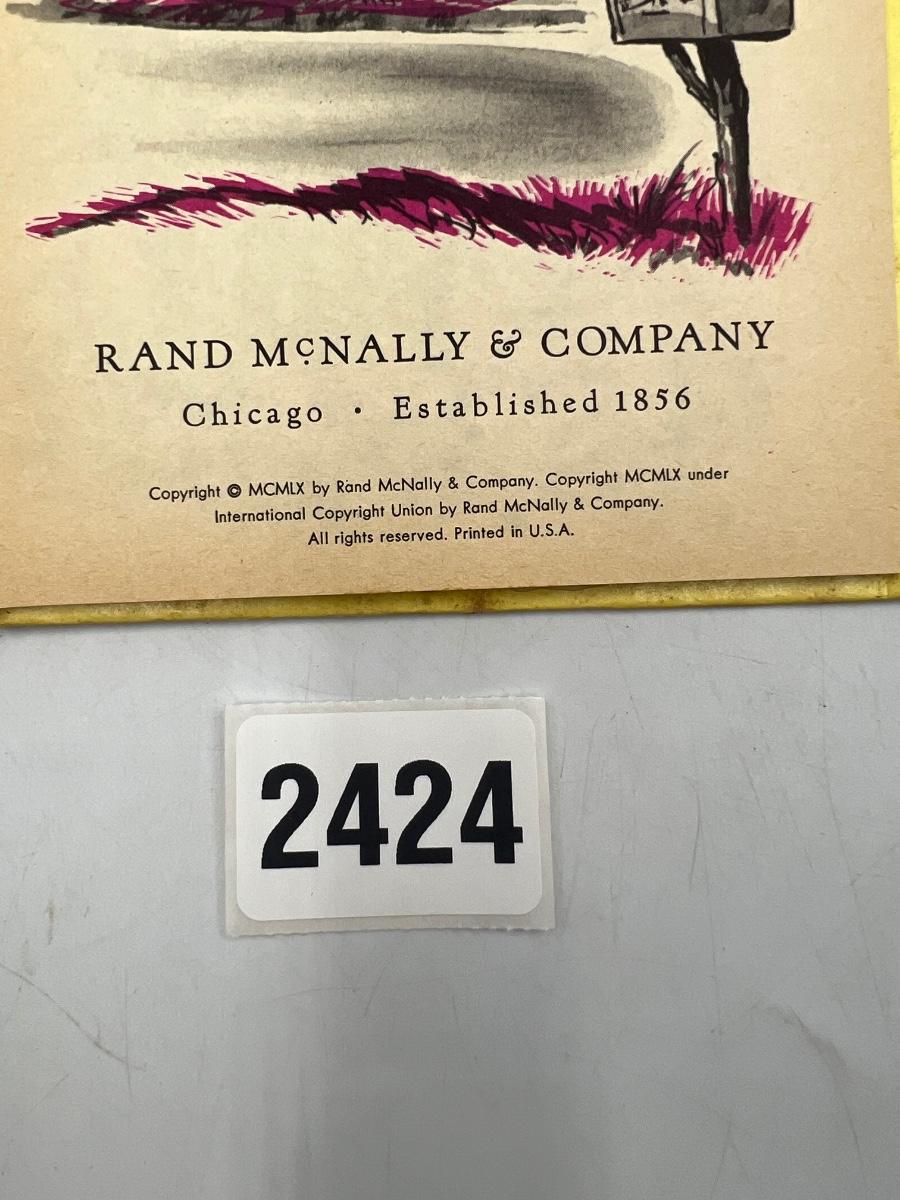 RAND MCNALLY & COMPANY
Chicago • Established 1856
Copyright © MCMLX by Rand McNally & Company. Copyright MCMLX under
International Copyright Union by Rand McNally & Company.
All rights reserved. Printed in U.S.A.
2424